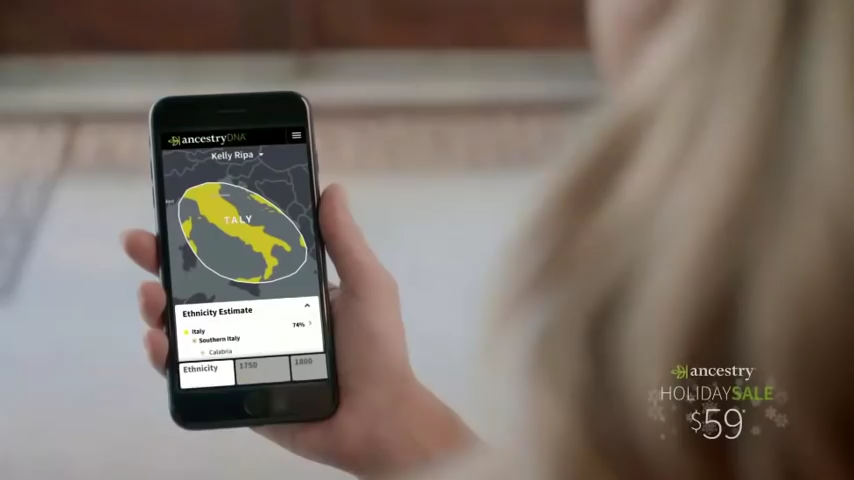 ancestryDNA
Kelly Ripa
ITALY
Ethnicity Estimate
Italy
74%
Southern Italy
Calabria
Ethnicity
1750
1800
ancestry
HOLIDAYSALE
$59*